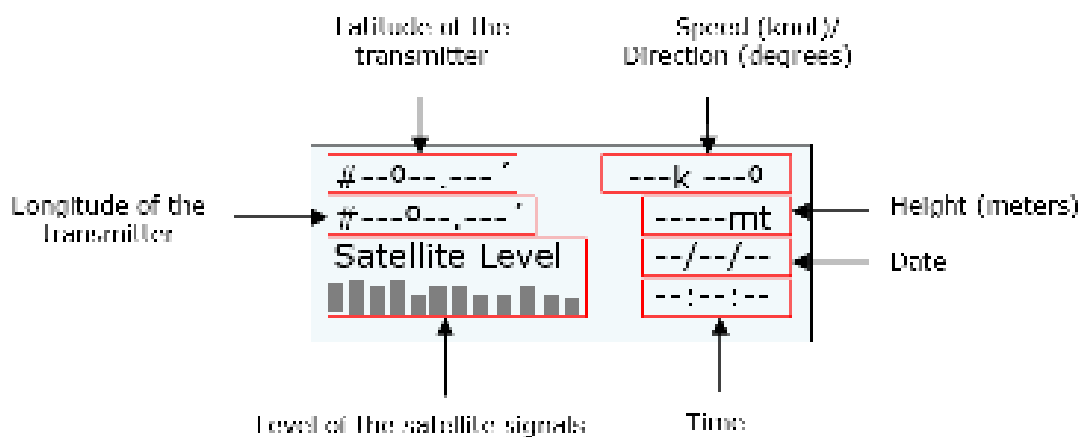 Latitude of the
transmitter
Speed (knot)/
Direction (degrees)
#--º--.---´
---k ---º
Longitude of the
transmitter
#---º--.---´
-----mt
Height (meters)
Satellite Level
--/--/--
Date
--:--:--
Level of the satellite signals
Time